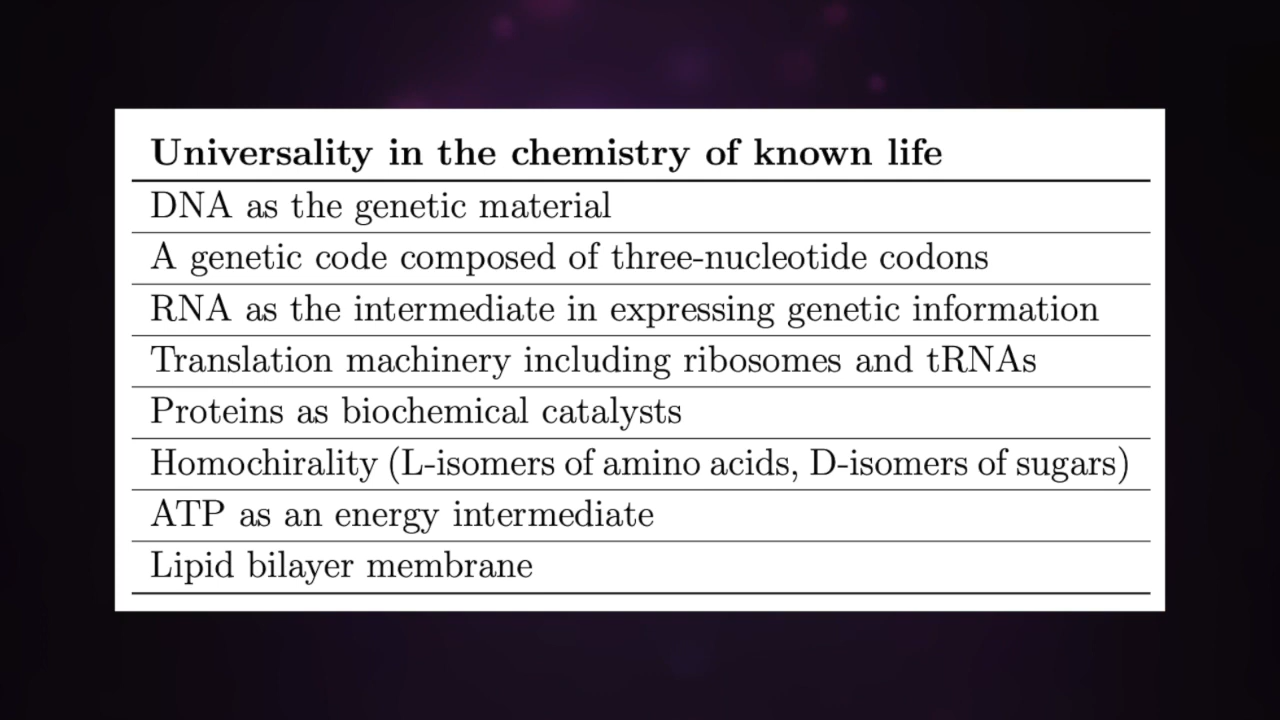 Universality in the chemistry of known life
DNA as the genetic material
A genetic code composed of three-nucleotide codons
RNA as the intermediate in expressing genetic information
Translation machinery including ribosomes and tRNAs
Proteins as biochemical catalysts
Homochirality (L-isomers of amino acids, D-isomers of sugars)
ATP as an energy intermediate
Lipid bilayer membrane